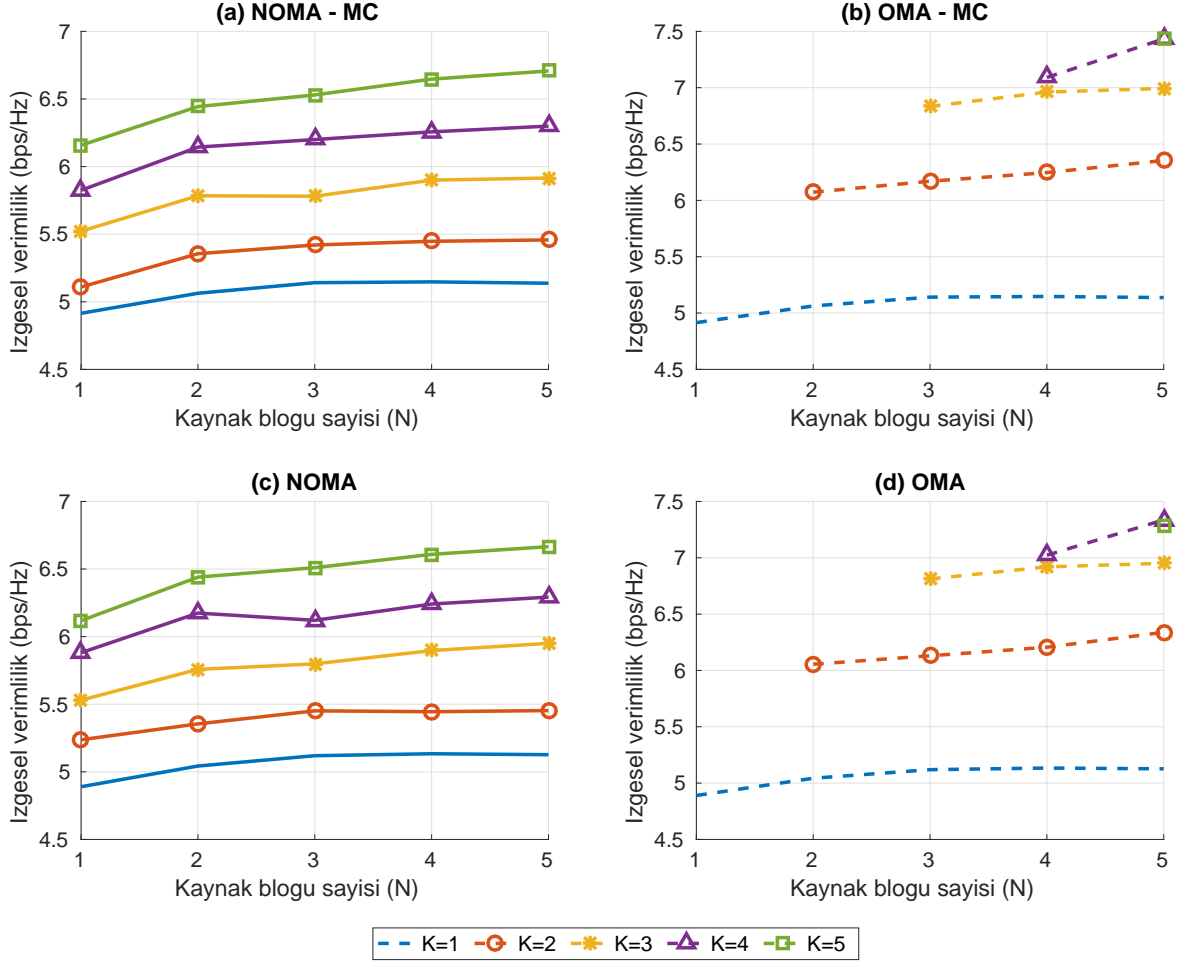 (a) NOMA - MC
(b) OMA - MC
Izgesel verimlilik (bps/Hz)
7
6.5
6
5.5
5
4.5
1 2 3 4 5
Kaynak blogu sayisi (N)
Izgesel verimlilik (bps/Hz)
7.5
7
6.5
6
5.5
5
4.5
1 2 3 4 5
Kaynak blogu sayisi (N)
(c) NOMA
(d) OMA
Izgesel verimlilik (bps/Hz)
7
6.5
6
5.5
5
4.5
1 2 3 4 5
Kaynak blogu sayisi (N)
Izgesel verimlilik (bps/Hz)
7.5
7
6.5
6
5.5
5
4.5
1 2 3 4 5
Kaynak blogu sayisi (N)
K=1 K=2 K=3 K=4 K=5